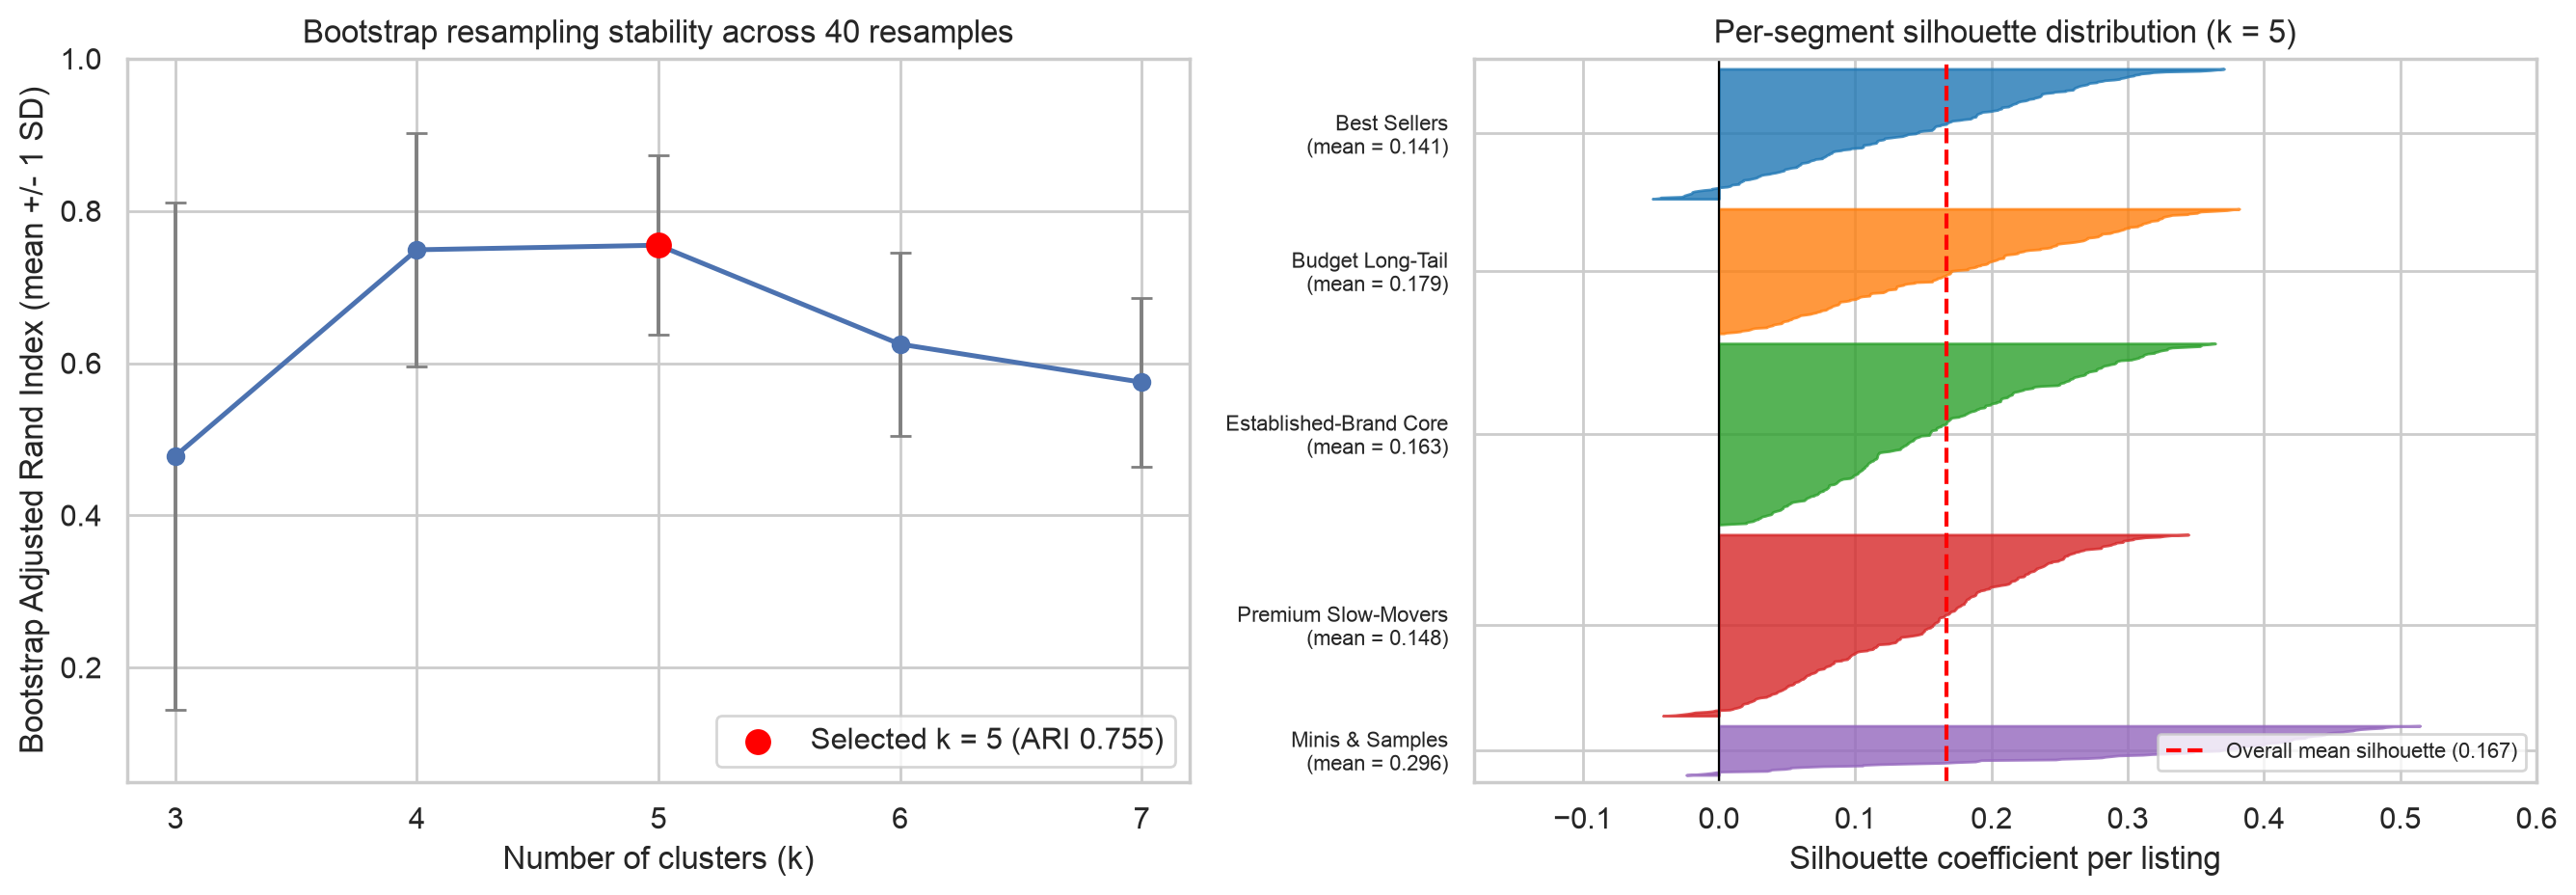 Bootstrap resampling stability across 40 resamples
Bootstrap Adjusted Rand Index (mean +/- 1 SD)
1.0
0.8
0.6
0.4
0.2
3
4
5
6
7
Number of clusters (k)
Selected k = 5 (ARI 0.755)
Per-segment silhouette distribution (k = 5)
Best Sellers
(mean = 0.141)
Budget Long-Tail
(mean = 0.179)
Established-Brand Core
(mean = 0.163)
Premium Slow-Movers
(mean = 0.148)
Minis & Samples
(mean = 0.296)
Overall mean silhouette (0.167)
−0.1
0.0
0.1
0.2
0.3
0.4
0.5
0.6
Silhouette coefficient per listing